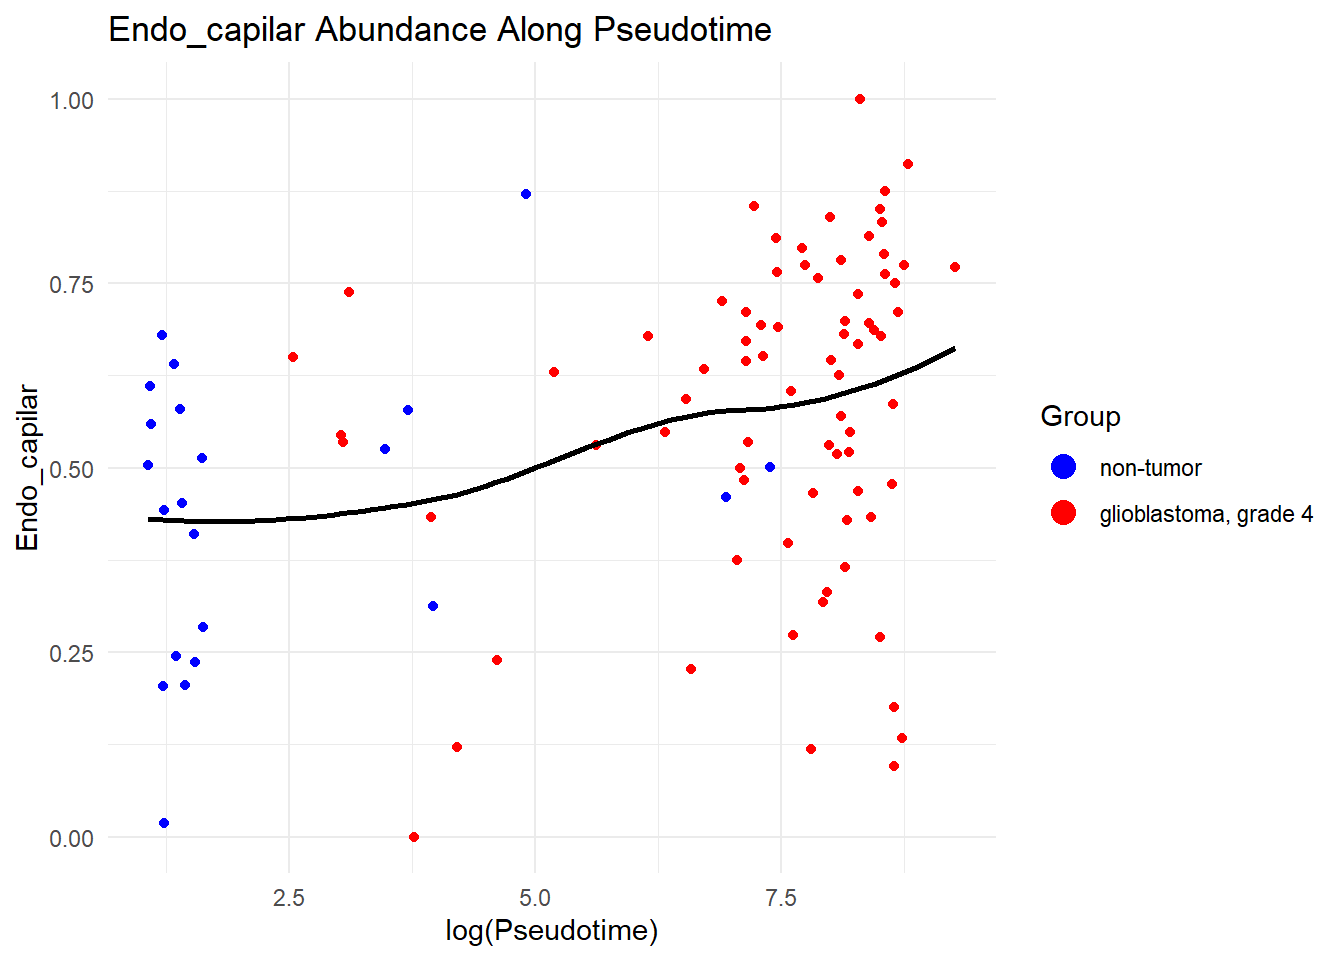 Endo_capilar Abundance Along Pseudotime
1.00
0.75
0.50
0.25
0.00
Endo_capilar
2.5 5.0 7.5
log(Pseudotime)
Group
non-tumor
glioblastoma, grade 4